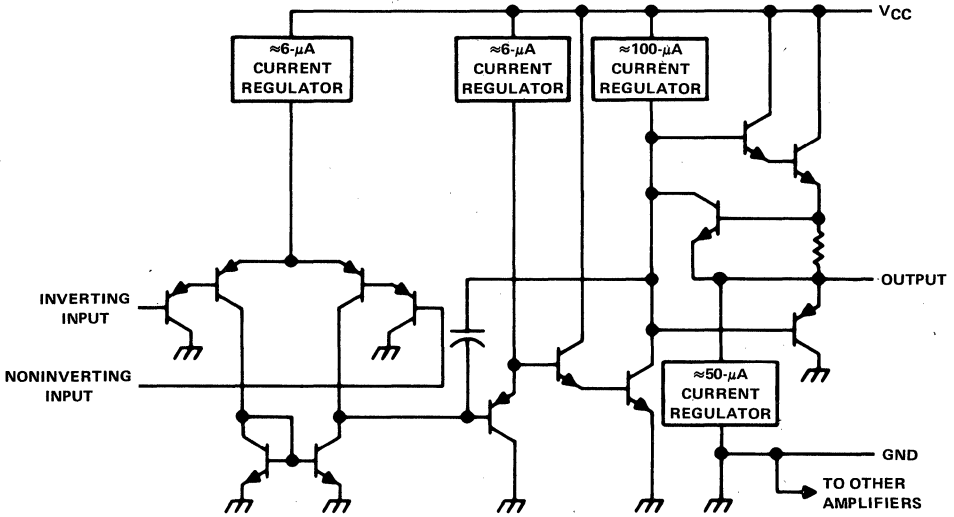 VCC
≈6-μA
CURRENT
REGULATOR
≈6-μA
CURRENT
REGULATOR
≈100-μA
CURRENT
REGULATOR
INVERTING
INPUT
NONINVERTING
INPUT
OUTPUT
≈50-μA
CURRENT
REGULATOR
GND
TO OTHER
AMPLIFIERS